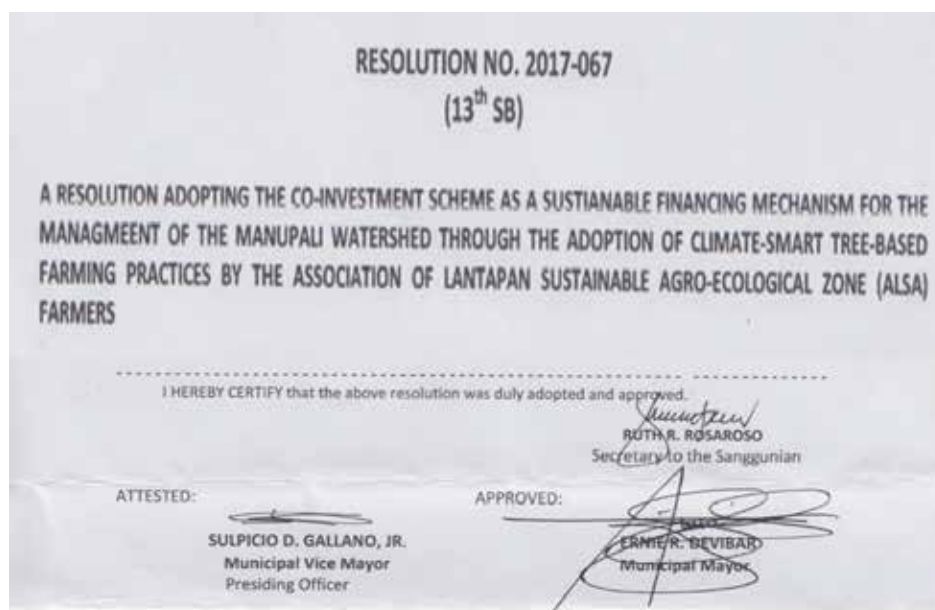 RESOLUTION NO. 2017-067
(13th SB)
A RESOLUTION ADOPTING THE CO-INVESTMENT SCHEME AS A SUSTIANABLE FINANCING MECHANISM FOR THE
MANAGMEENT OF THE MANUPALI WATERSHED THROUGH THE ADOPTION OF CLIMATE-SMART TREE-BASED
FARMING PRACTICES BY THE ASSOCIATION OF LANTAPAN SUSTAINABLE AGRO-ECOLOGICAL ZONE (ALSA)
FARMERS
I HEREBY CERTIFY that the above resolution was duly adopted and approved.
RUTH R. ROSAROSO
Secretary to the Sanggunian
ATTESTED: APPROVED:
SULPICIO D. GALLANO, JR. ERNIE R. DEVIBAR
Municipal Vice Mayor Municipal Mayor
Presiding Officer